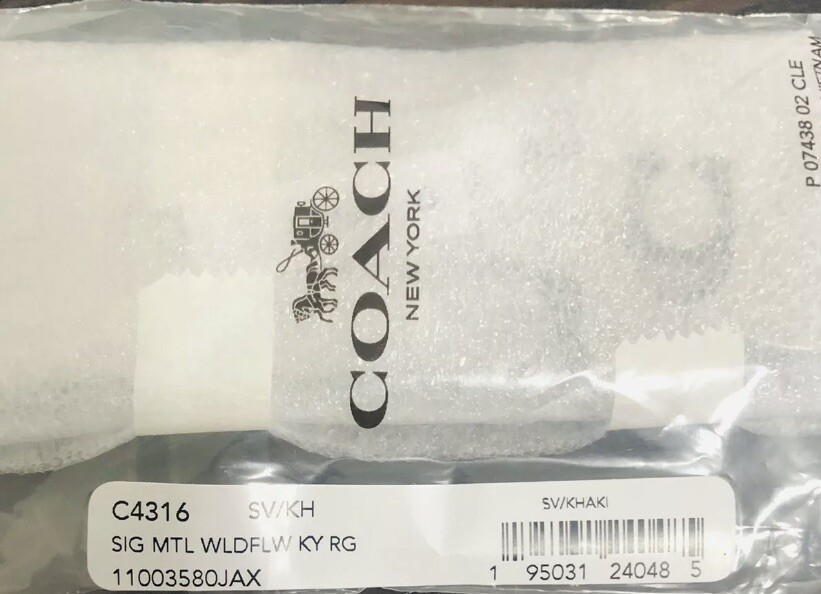 COACH
NEW YORK
P 07438 02 CLE
VIETNAM
C4316 SV/KH
SIG MTL WLDFLW KY RG
11003580JAX
SV/KHAKI
1 95031 24048 5